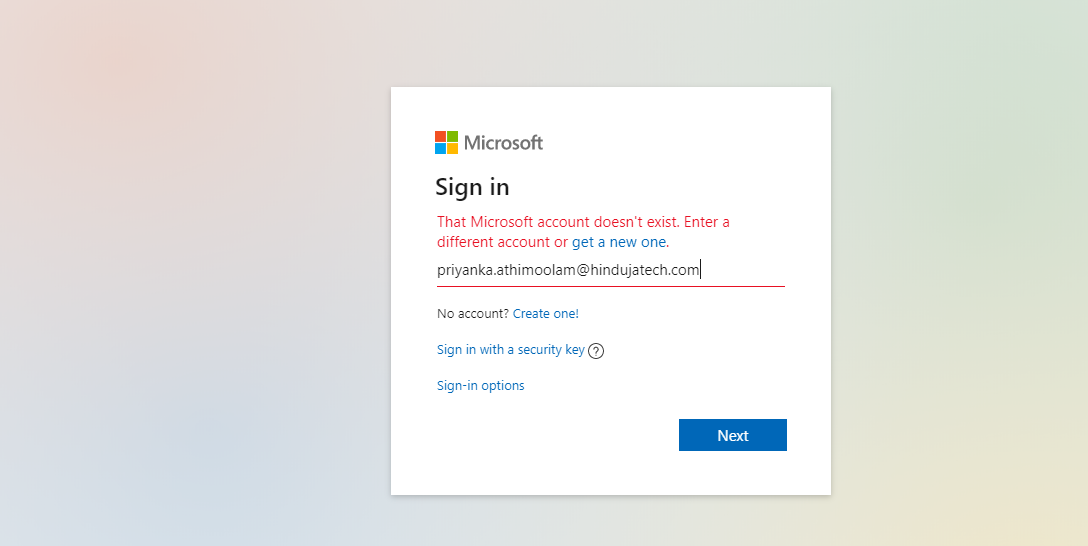 Microsoft
Sign in
That Microsoft account doesn't exist. Enter a
different account or get a new one.
priyanka.athimoolam@hindujatech.com
No account? Create one!
Sign in with a security key ?
Sign-in options
Next